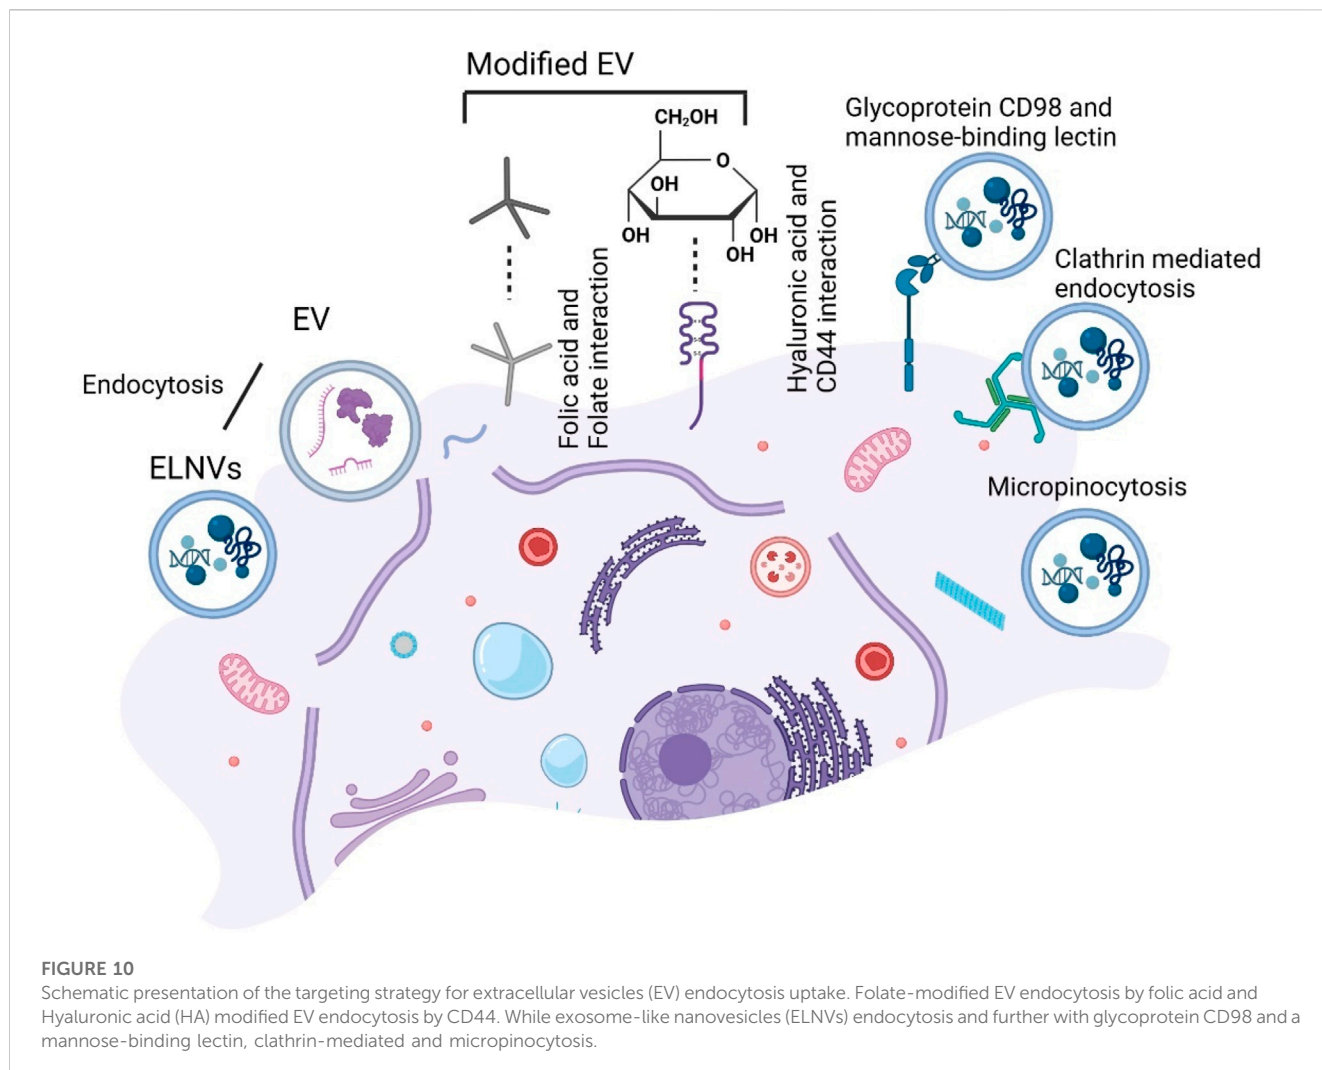 Modified EV
CH₂OH
O
OH
OH
OH
OH
Hyaluronic acid and
CD44 interaction
Glycoprotein CD98 and
mannose-binding lectin
Clathrin mediated
endocytosis
Folic acid and
Folate interaction
EV
Endocytosis
ELNVs
Micropinocytosis
FIGURE 10
Schematic presentation of the targeting strategy for extracellular vesicles (EV) endocytosis uptake. Folate-modified EV endocytosis by folic acid and
Hyaluronic acid (HA) modified EV endocytosis by CD44. While exosome-like nanovesicles (ELNVs) endocytosis and further with glycoprotein CD98 and a
mannose-binding lectin, clathrin-mediated and micropinocytosis.